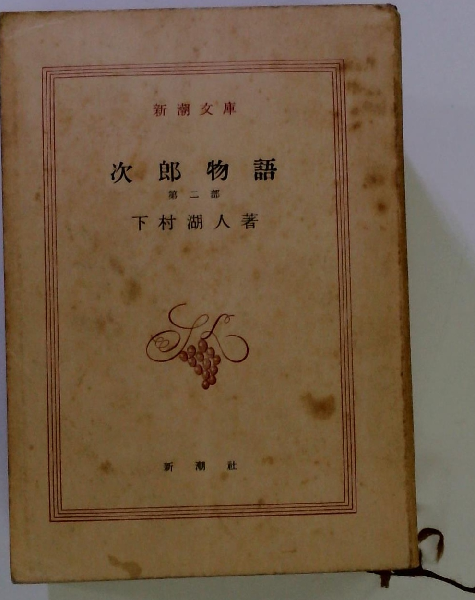 新潮文庫
次郎物語
第二部
下村湖人著
新潮社